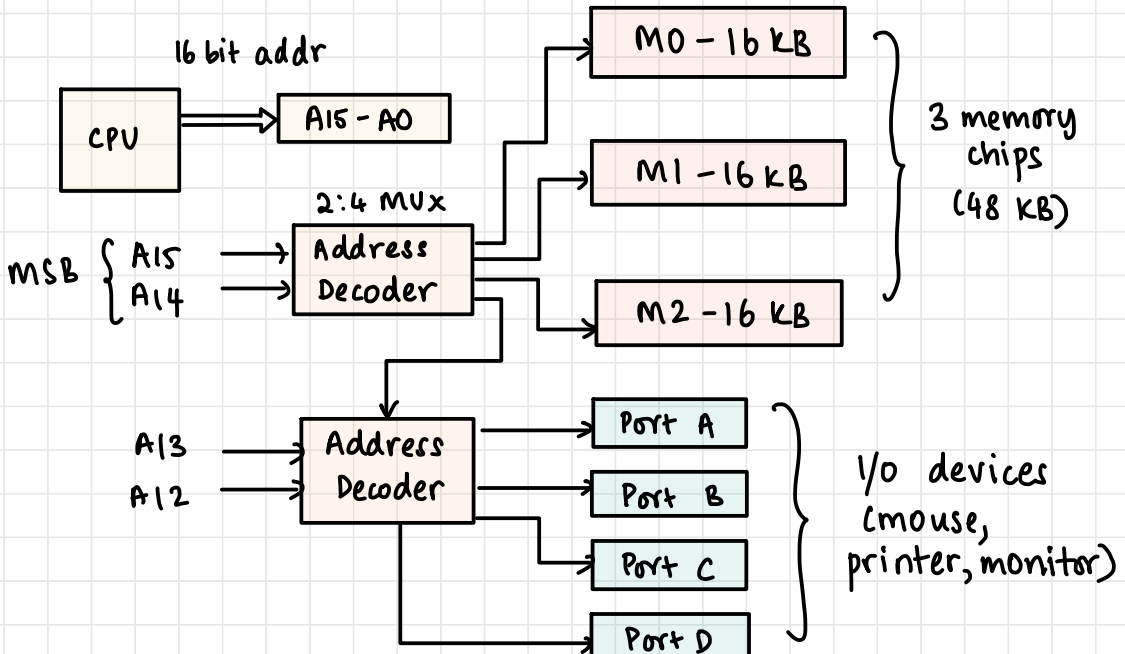 16 bit addr
CPU
A15 - A0
M0 - 16 KB
M1 - 16 KB
M2 - 16 KB
3 memory
chips
(48 KB)
2:4 MUX
MSB
A15
A14
Address
Decoder
A13
A12
Address
Decoder
Port A
Port B
Port C
Port D
I/O devices
(mouse,
printer, monitor)